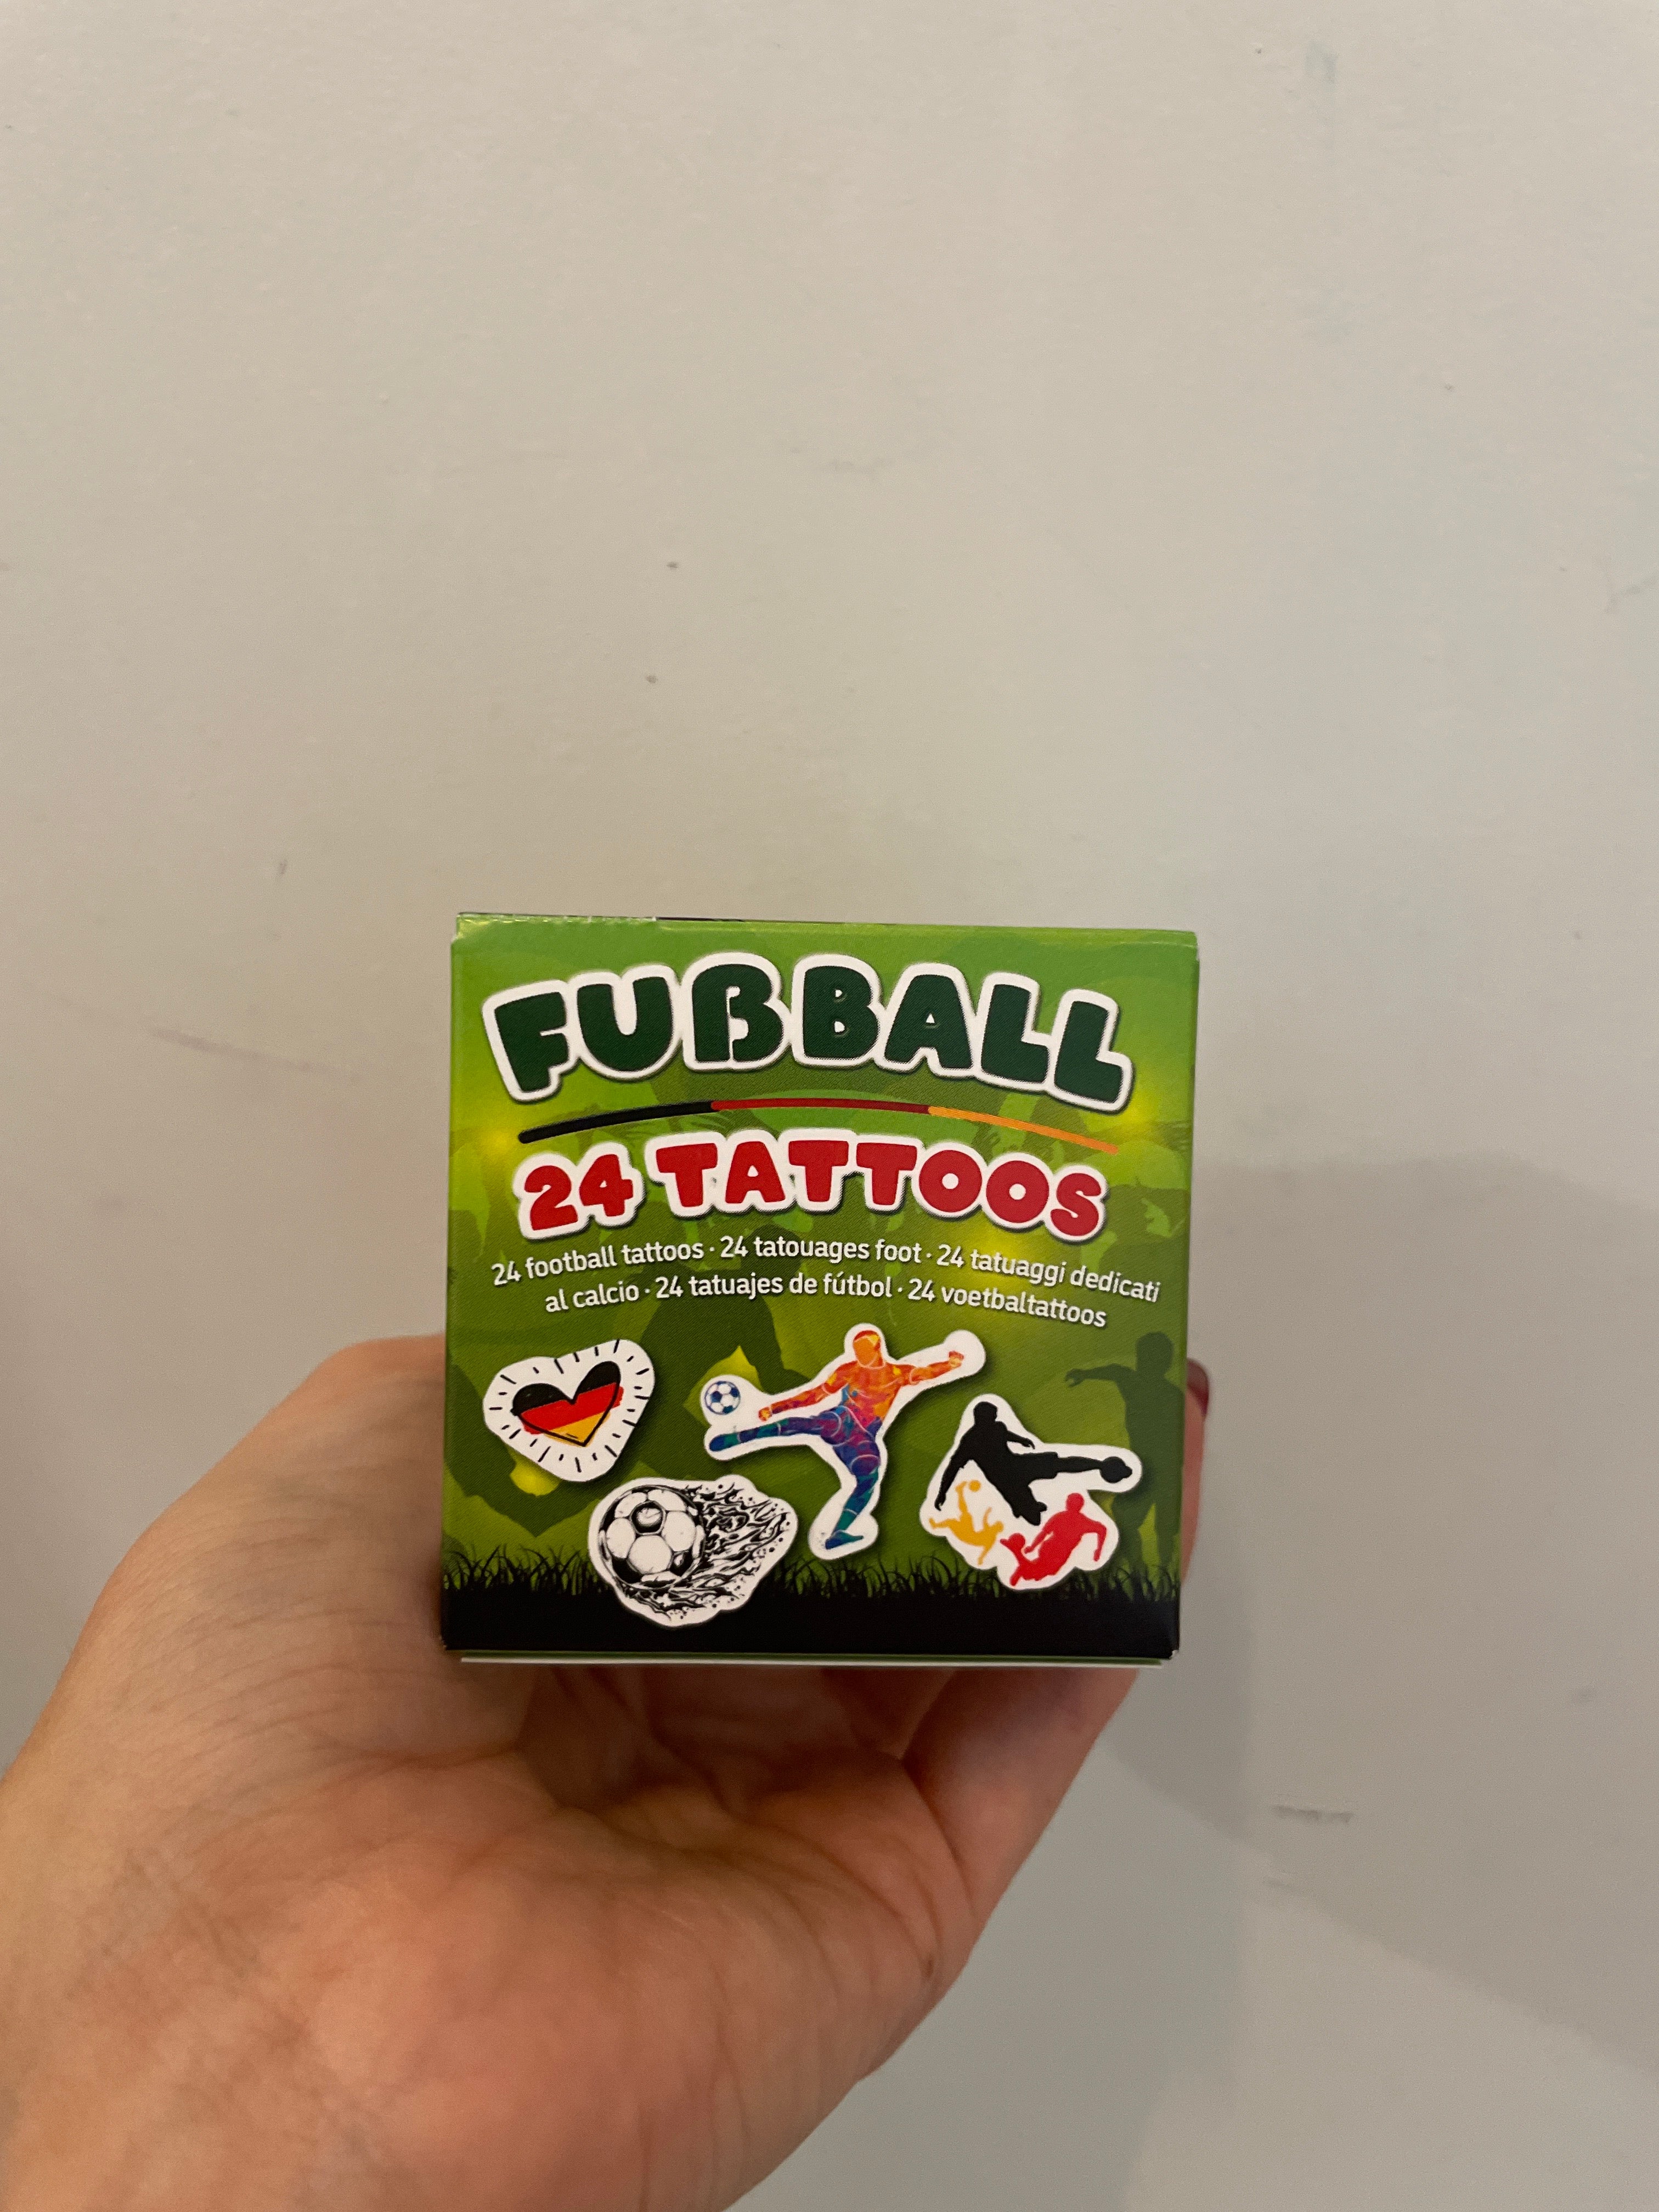 FUßBALL
24 TATTOOS
24 football tattoos · 24 tatouages foot · 24 tatuaggi dedicati
al calcio · 24 tatuajes de fútbol · 24 voetbaltattoos